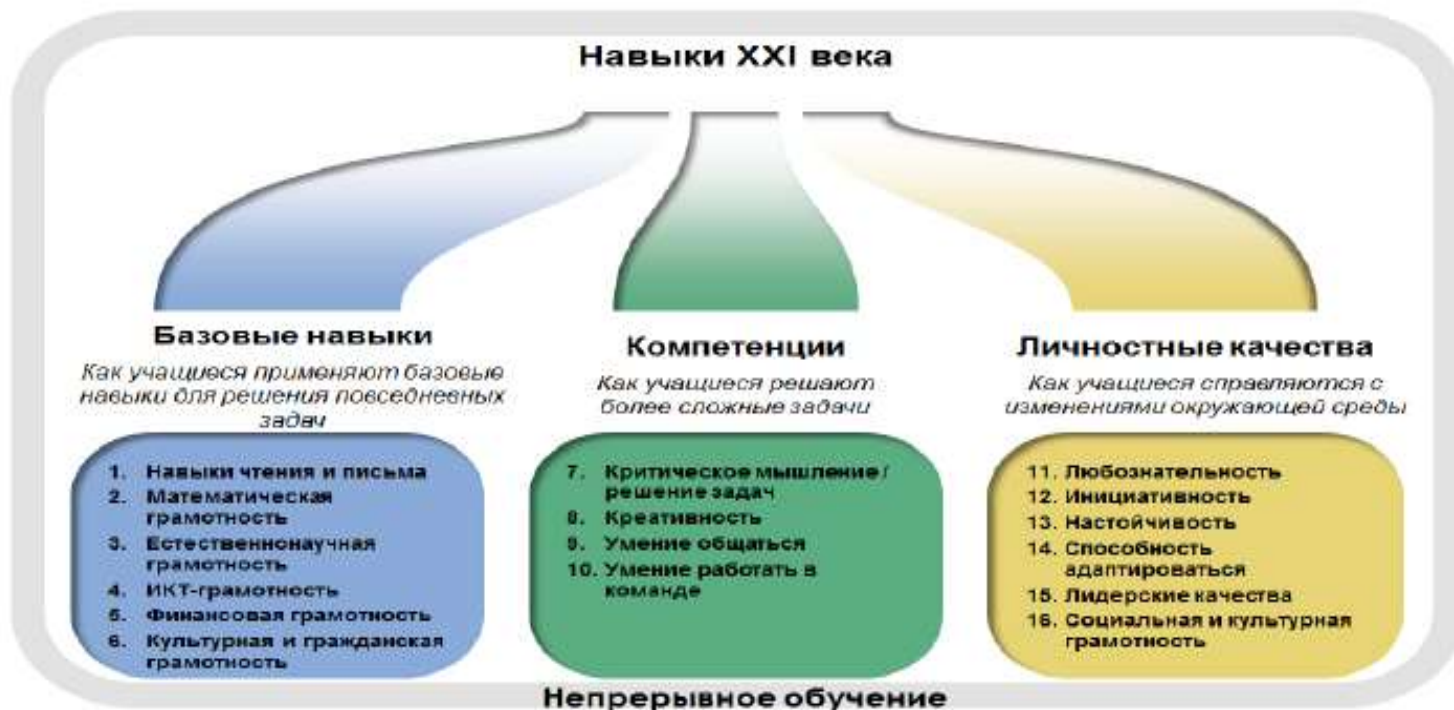 Навыки XXI века
Базовые навыки
Как учащиеся применяют базовые
навыки для решения повседневных
задач
1. Навыки чтения и письма
2. Математическая
грамотность
3. Естественнонаучная
грамотность
4. ИКТ-грамотность
5. Финансовая грамотность
6. Культурная и гражданская
грамотность
Компетенции
Как учащиеся решают
более сложные задачи
7. Критическое мышление/
решение задач
8. Креативность
9. Умение общаться
10. Умение работать в
команде
Личностные качества
Как учащиеся справляются с
изменениями окружающей среды
11. Любознательность
12. Инициативность
13. Настойчивость
14. Способность
адаптироваться
15. Лидерские качества
16. Социальная и культурная
грамотность
Непрерывное обучение